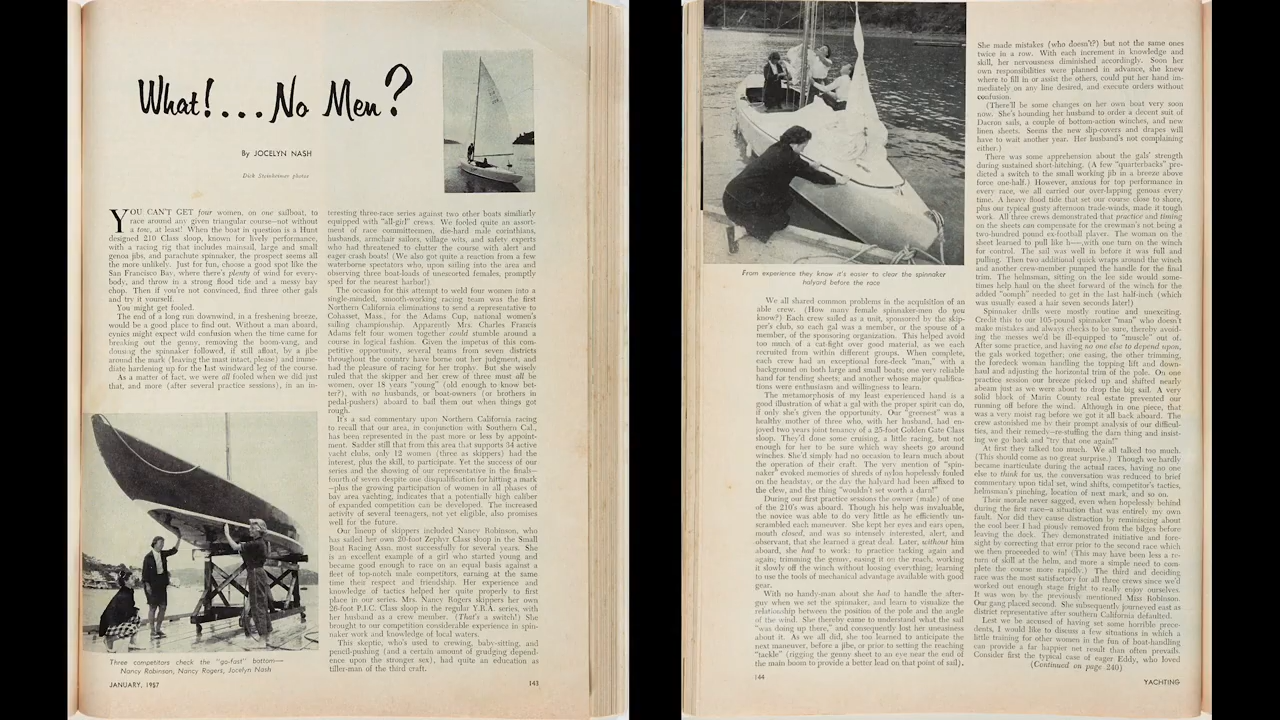 What!...No Men?
By JOCELYN NASH
Dick Steinheimer photos
YOU CAN'T GET four women, on one sailboat, to
race around any given triangular course—not without
a tow, at least! When the boat in question is a Hunt
designed 210 Class sloop, known for lively performance,
with a racing rig that includes mainsail, large and small
genoa jibs, and parachute spinnaker, the prospect seems all
the more unlikely. Just for fun, choose a good spot like the
San Francisco Bay, where there's plenty of wind for every-
body, and throw in a strong flood tide and a messy bay
chop. Then if you're not convinced, find three other gals
and try it yourself.
You might get fooled.
The end of a long run downwind, in a freshening breeze,
would be a good place to find out. Without a man aboard,
cynics might expect wild confusion when the time came for
breaking out the genny, removing the boom-vang, and
dousing the spinnaker followed, if still afloat, by a jibe
around the mark (leaving the mast intact, please) and imme-
diate hardening up for the last windward leg of the course.
As a matter of fact, we were all fooled when we did just
that, and more (after several practice sessions), in an in-
Three competitors check the "go-fast" bottom—
Nancy Robinson, Nancy Rogers, Jocelyn Nash
JANUARY, 1957
teresting three-race series against two other boats similarly
equipped with "all-girl" crews. We fooled quite an assort-
ment of race committeemen, die-hard male corinthians,
husbands, armchair sailors, village wits, and safety experts
who had threatened to clutter the course with alert and
eager crash boats! (We also got quite a reaction from a few
waterborne spectators who, upon sailing into the area and
observing three boat-loads of unescorted females, promptly
sped for the nearest harbor!)
The occasion for this attempt to weld four women into a
single-minded, smooth-working racing team was the first
Northern California eliminations to send a representative to
Cohasset, Mass., for the Adams Cup, national women's
sailing championship. Apparently Mrs. Charles Francis
Adams felt four women together could stumble around a
course in logical fashion. Given the impetus of this com-
petitive opportunity, several teams from seven districts
throughout the country have borne out her judgment, and
had the pleasure of racing for her trophy. But she wisely
ruled that the skipper and her crew of three must all be
women, over 18 years "young" (old enough to know bet-
ter?), with no husbands, or boat-owners (or brothers in
pedal-pushers) aboard to bail them out when things got
rough.
It's a sad commentary upon Northern California racing
to recall that our area, in conjunction with Southern Cal.,
has been represented in the past more or less by appoint-
ment. Sadder still that from this area that supports 34 active
yacht clubs, only 12 women (three as skippers) had the
interest, plus the skill, to participate. Yet the success of our
series and the showing of our representative in the finals—
fourth of seven despite one disqualification for hitting a mark
—plus the growing participation of women in all phases of
bay area yachting, indicates that a potentially high caliber
of expanded competition can be developed. The increased
activity of several teenagers, not yet eligible, also promises
well for the future.
Our lineup of skippers included Nancy Robinson, who
has sailed her own 20-foot Zephyr Class sloop in the Small
Boat Racing Assn. most successfully for several years. She
is an excellent example of a girl who started young and
became good enough to race on an equal basis against a
fleet of top-notch male competitors, earning at the same
time their respect and friendship. Her experience and
knowledge of tactics helped her quite properly to first
place in our series. Mrs. Nancy Rogers skippers her own
26-foot P.I.C. Class sloop in the regular Y.R.A. series, with
her husband as a crew member. (That's a switch!) She
brought to our competition considerable experience in spin-
naker work and knowledge of local waters.
This skeptic, who's used to crewing, baby-sitting, and
pencil-pushing (and a certain amount of grudging depend-
ence upon the stronger sex), had quite an education as
tiller-man of the third craft.
143
From experience they know it's easier to clear the spinnaker
halyard before the race
We all shared common problems in the acquisition of an
able crew. (How many female spinnaker-men do you
know?) Each crew sailed as a unit, sponsored by the skip-
per's club, so each gal was a member, or the spouse of a
member, of the sponsoring organization. This helped avoid
too much of a cat-fight over good material, as we each
recruited from within different groups. When complete,
each crew had an exceptional fore-deck "man," with a
background on both large and small boats; one very reliable
hand for tending sheets; and another whose major qualifica-
tions were enthusiasm and willingness to learn.
The metamorphosis of my least experienced hand is a
good illustration of what a gal with the proper spirit can do,
if only she's given the opportunity. Our "greenest" was a
healthy mother of three who, with her husband, had en-
joyed two years joint tenancy of a 25-foot Golden Gate Class
sloop. They'd done some cruising, a little racing, but not
enough for her to be sure which way sheets go around
winches. She'd simply had no occasion to learn much about
the operation of their craft. The very mention of "spin-
naker" evoked memories of shreds of nylon hopelessly fouled
on the headstay, or the day the halyard had been affixed to
the clew, and the thing "wouldn't set worth a darn!"
During our first practice sessions the owner (male) of one
of the 210's was aboard. Though his help was invaluable,
the novice was able to do very little as he efficiently un-
scrambled each maneuver. She kept her eyes and ears open,
mouth closed, and was so intensely interested, alert, and
observant, that she learned a great deal. Later, without him
aboard, she had to work: to practice tacking again and
again; trimming the genny, easing it on the reach, working
it slowly off the winch without loosing everything; learning
to use the tools of mechanical advantage available with good
gear.
With no handy-man about she had to handle the after-
guy when we set the spinnaker, and learn to visualize the
relationship between the position of the pole and the angle
of the wind. She thereby came to understand what the sail
"was doing up there," and consequently lost her uneasiness
about it. As we all did, she too learned to anticipate the
next maneuver, before a jibe, or prior to setting the reaching
"tackle" (rigging the genny sheet to an eye near the end of
the main boom to provide a better lead on that point of sail).
144
She made mistakes (who doesn't?) but not the same ones
twice in a row. With each increment in knowledge and
skill, her nervousness diminished accordingly. Soon her
own responsibilities were planned in advance, she knew
where to fill in or assist the others, could put her hand im-
mediately on any line desired, and execute orders without
confusion.
(There'll be some changes on her own boat very soon
now. She's hounding her husband to order a decent suit of
Dacron sails, a couple of bottom-action winches, and new
linen sheets. Seems the new slip-covers and drapes will
have to wait another year. Her husband's not complaining
either.)
There was some apprehension about the gals' strength
during sustained short-hitching. (A few "quarterbacks" pre-
dicted a switch to the small working jib in a breeze above
force one-half.) However, anxious for top performance in
every race, we all carried our over-lapping genoas every
time. A heavy flood tide that set our course close to shore,
plus our typical gusty afternoon trade-winds, made it tough
work. All three crews demonstrated that practice and timing
on the sheets can compensate for the crewman's not being a
two-hundred pound ex-football player. The woman on the
sheet learned to pull like h—, with one turn on the winch
for control. The sail was well in before it was full and
pulling. Then two additional quick wraps around the winch
and another crew-member pumped the handle for the final
trim. The helmsman, sitting on the lee side would some-
times help haul on the sheet forward of the winch for the
added "oomph" needed to get in the last half-inch (which
was usually eased a hair seven seconds later!)
Spinnaker drills were mostly routine and unexciting.
Credit this to our 105-pound spinnaker "man" who doesn't
make mistakes and always checks to be sure, thereby avoid-
ing the messes we'd be ill-equipped to "muscle" out of.
After some practice, and having no one else to depend upon,
the gals worked together; one easing, the other trimming,
the foredeck woman handling the topping lift and down-
haul and adjusting the horizontal trim of the pole. On one
practice session our breeze picked up and shifted nearly
abeam just as we were about to drop the big sail. A very
solid block of Marin County real estate prevented our
running off before the wind. Although in one piece, that
was a very moist rag before we got it all back aboard. The
crew astonished me by their prompt analysis of our difficul-
ties, and their remedy—re-stuffing the darn thing and insist-
ing we go back and "try that one again!"
At first they talked too much. We all talked too much.
(This should come as no great surprise.) Though we hardly
became inarticulate during the actual races, having no one
else to think for us, the conversation was reduced to brief
commentary upon tidal set, wind shifts, competitor's tactics,
helmsman's pinching, location of next mark, and so on.
Their morale never sagged, even when hopelessly behind
during the first race—a situation that was entirely my own
fault. Nor did they cause distraction by reminiscing about
the cool beer I had piously removed from the bilges before
leaving the dock. They demonstrated initiative and fore-
sight by correcting that error prior to the second race which
we then proceeded to win! (This may have been less a re-
turn of skill at the helm, and more a simple need to com-
plete the course more rapidly.) The third and deciding
race was the most satisfactory for all three crews since we'd
worked out enough stage fright to really enjoy ourselves.
It was won by the previously mentioned Miss Robinson.
Our gang placed second. She subsequently journeyed east as
district representative after southern California defaulted.
Lest we be accused of having set some horrible prece-
dents, I would like to discuss a few situations in which a
little training for other women in the fun of boat-handling
can provide a far happier net result than often prevails.
Consider first the typical case of eager Eddy, who loved
(Continued on page 240)
YACHTING